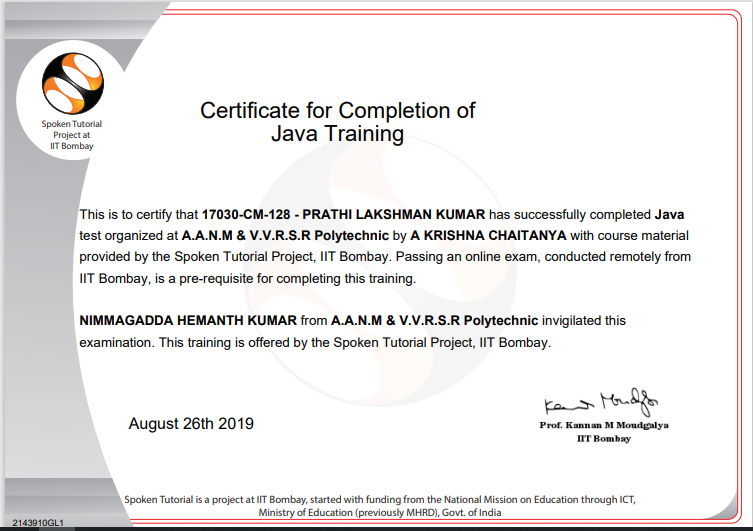 Spoken Tutorial
Project at
IIT Bombay
Certificate for Completion of
Java Training
This is to certify that 17030-CM-128 - PRATHI LAKSHMAN KUMAR has successfully completed Java
test organized at A.A.N.M & V.V.R.S.R Polytechnic by A KRISHNA CHAITANYA with course material
provided by the Spoken Tutorial Project, IIT Bombay. Passing an online exam, conducted remotely from
IIT Bombay, is a pre-requisite for completing this training.
NIMMAGADDA HEMANTH KUMAR from A.A.N.M & V.V.R.S.R Polytechnic invigilated this
examination. This training is offered by the Spoken Tutorial Project, IIT Bombay.
August 26th 2019
Kannan Moudgalya
Prof. Kannan M Moudgalya
IIT Bombay
Spoken Tutorial is a project at IIT Bombay, started with funding from the National Mission on Education through ICT,
Ministry of Education (previously MHRD), Govt. of India
2143910GL1